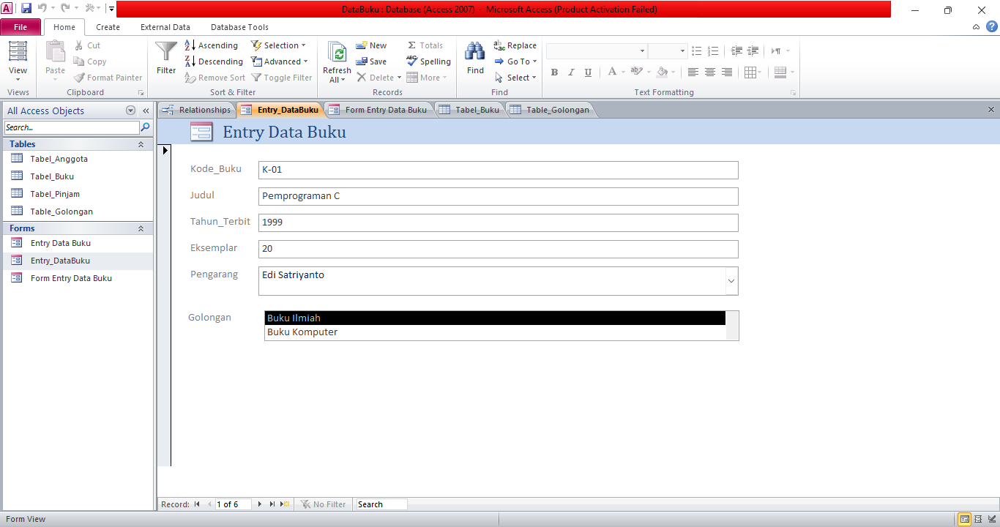 DataBuku : Database (Access 2007) - Microsoft Access (Product Activation Failed)
File Home Create External Data Database Tools
View
Views
Paste
Cut
Copy
Format Painter
Clipboard
Filter
Ascending
Descending
Remove Sort
Selection
Advanced
Toggle Filter
Sort & Filter
Refresh
All
New
Save
Delete
Totals
Spelling
More
Records
Find
Replace
Go To
Select
Find
Text Formatting
All Access Objects
Search...
Tables
Tabel_Anggota
Tabel_Buku
Tabel_Pinjam
Table_Golongan
Forms
Entry Data Buku
Entry_DataBuku
Form Entry Data Buku
Relationships Entry_DataBuku Form Entry Data Buku Tabel_Buku Table_Golongan
Entry Data Buku
Kode_Buku K-01
Judul Pemprograman C
Tahun_Terbit 1999
Eksemplar 20
Pengarang Edi Satriyanto
Golongan Buku Ilmiah
Buku Komputer
Record: 1 of 6 No Filter Search
Form View